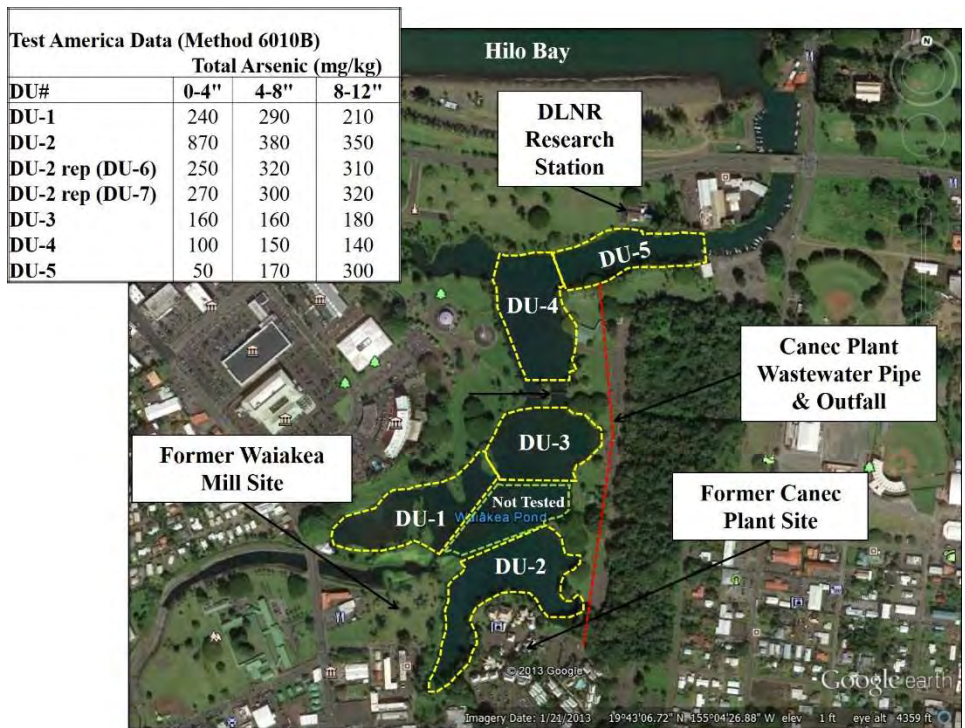 Test America Data (Method 6010B)
Total Arsenic (mg/kg)
DU# 0-4" 4-8" 8-12"
DU-1 240 290 210
DU-2 870 380 350
DU-2 rep (DU-6) 250 320 310
DU-2 rep (DU-7) 270 300 320
DU-3 160 160 180
DU-4 100 150 140
DU-5 50 170 300
Hilo Bay
N
DLNR
Research
Station
DU-5
DU-4
Canec Plant
Wastewater Pipe
& Outfall
DU-3
Former Waiakea
Mill Site
Not Tested
DU-1
Waiākea Pond
Former Canec
Plant Site
DU-2
© 2013 Google
Google earth
Imagery Date: 1/21/2013 19°43'06.72" N 155°04'26.88" W elev 1 ft eye alt 4359 ft